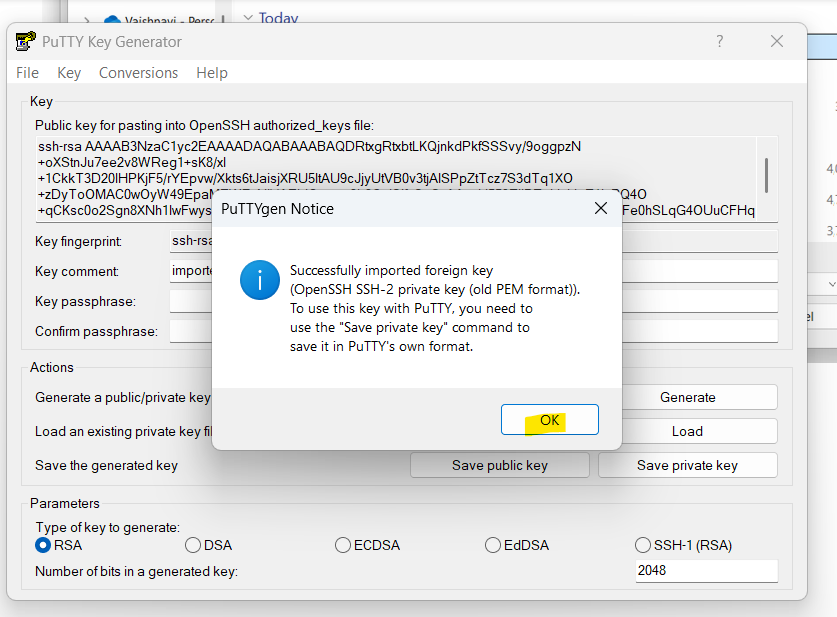 Vaishnavi - Perso
Today
PuTTY Key Generator
?
File Key Conversions Help
Key
Public key for pasting into OpenSSH authorized_keys file:
ssh-rsa AAAAB3NzaC1yc2EAAAADAQABAAABAQDRtxgRtxbtLKQjnkdPkfSSSvy/9oggpzN
+oXStnJu7ee2v8WReg1+sK8/xl
+1CkkT3D20IHPKjF5/rYEpvw/Xkts6tJaisjXRU5ltAU9cJjyUtVB0v3tjAlSPpZtTcz7S3dTq1XO
+zDyToOMAC0wOyW49EpaM
+qCKsc0o2Sgn8XNh1lwFwys Fe0hSLqG4OUuCFHq
PuTTYgen Notice
Key fingerprint: ssh-rsa
Key comment: importe
Key passphrase:
Confirm passphrase:
Successfully imported foreign key
(OpenSSH SSH-2 private key (old PEM format)).
To use this key with PuTTY, you need to
use the "Save private key" command to
save it in PuTTY's own format.
OK
Actions
Generate a public/private key Generate
Load an existing private key fil Load
Save the generated key Save public key Save private key
Parameters
Type of key to generate:
RSA DSA ECDSA EdDSA SSH-1 (RSA)
Number of bits in a generated key: 2048